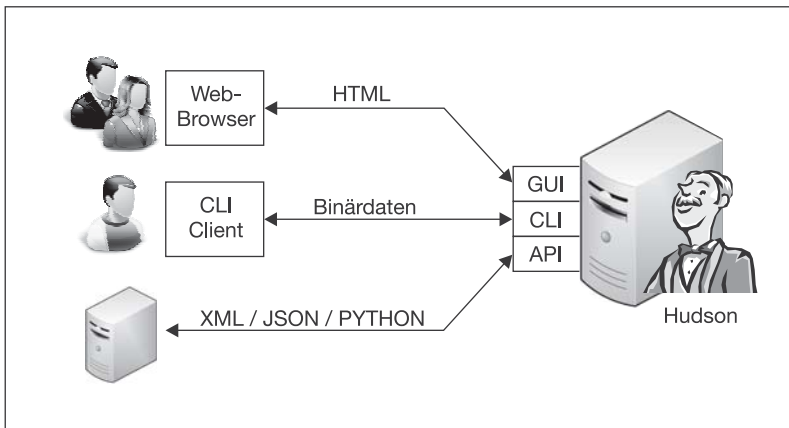 Web-
Browser
HTML
CLI
Client
Binärdaten
XML / JSON / PYTHON
GUI
CLI
API
Hudson